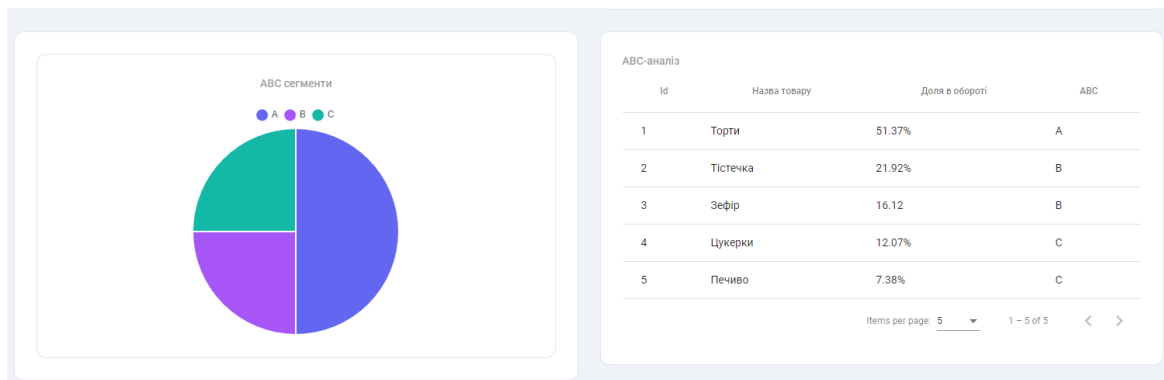 ABC сегменти
A B C
ABC-аналіз
Id Назва товару Доля в обороті ABC
1 Торти 51.37% A
2 Тістечка 21.92% B
3 Зефір 16.12 B
4 Цукерки 12.07% C
5 Печиво 7.38% C
Items per page: 5 1 – 5 of 5